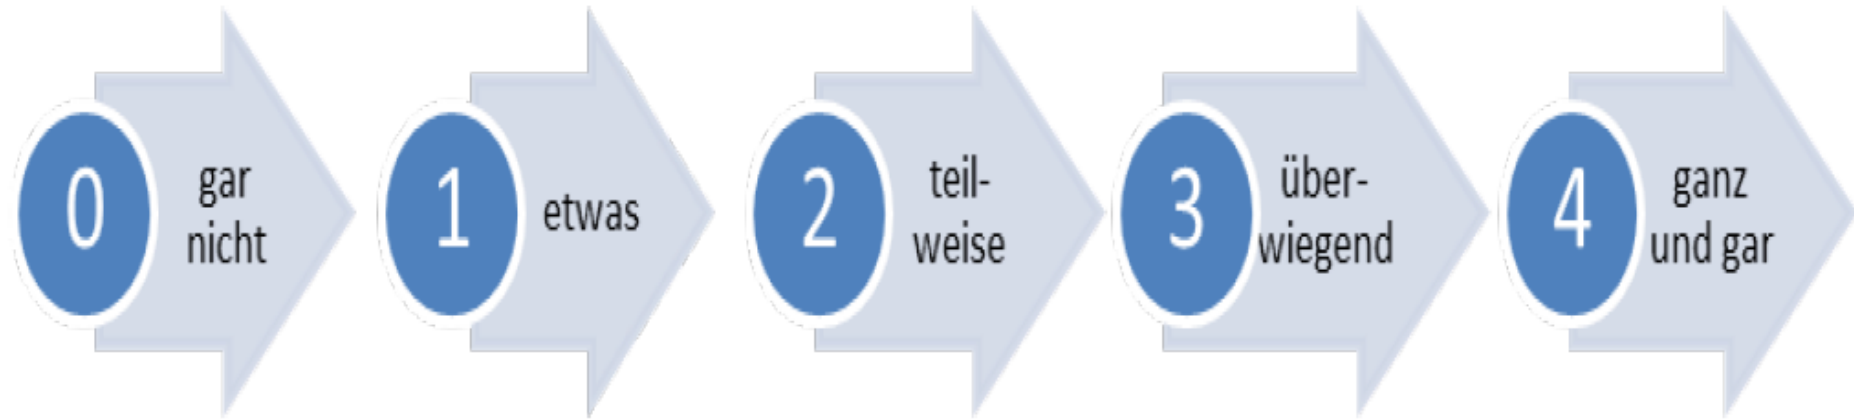 0
gar
nicht
1
etwas
2
teil-
weise
3
über-
wiegend
4
ganz
und gar